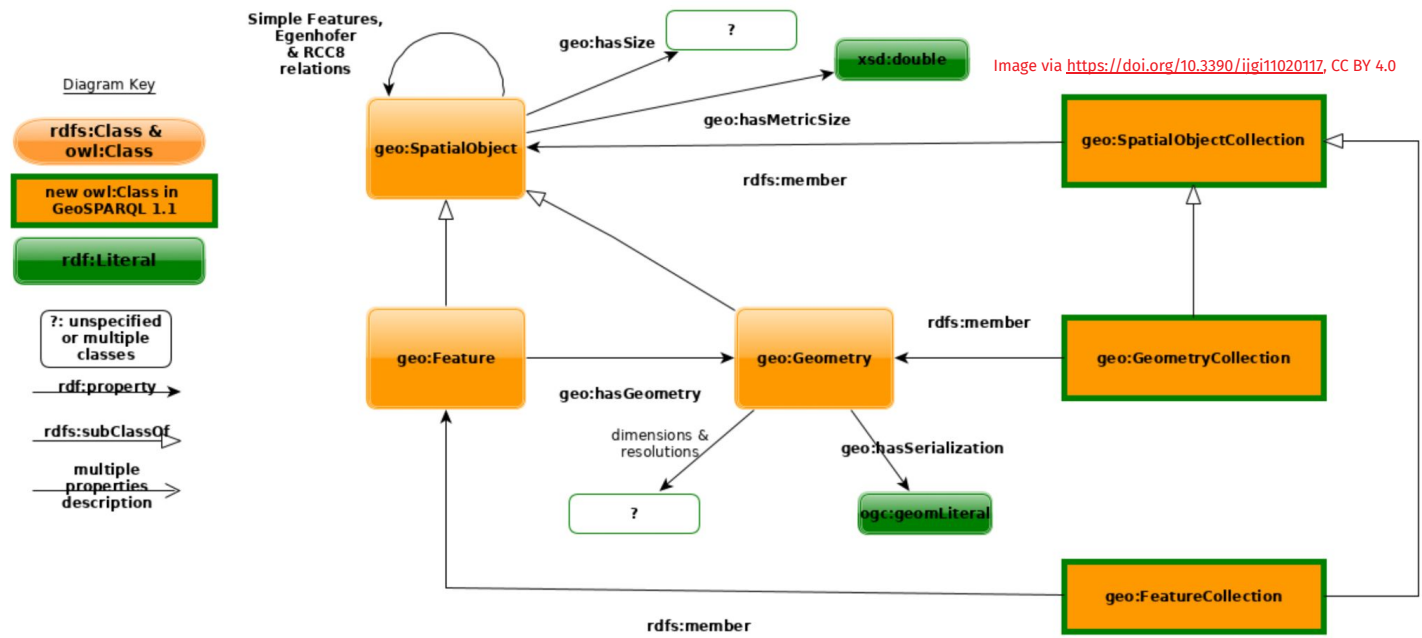 Simple Features,
Egenhofer
& RCC8
relations
geo:hasSize
?
xsd:double
Image via https://doi.org/10.3390/ijgi11020117, CC BY 4.0
Diagram Key
rdfs:Class &
owl:Class
new owl:Class in
GeoSPARQL 1.1
rdf:Literal
?: unspecified
or multiple
classes
rdf:property
rdfs:subClassOf
multiple
properties
description
geo:SpatialObject
geo:hasMetricSize
rdfs:member
geo:SpatialObjectCollection
geo:Feature
geo:hasGeometry
geo:Geometry
rdfs:member
geo:GeometryCollection
dimensions &
resolutions
geo:hasSerialization
?
ogc:geomLiteral
geo:FeatureCollection
rdfs:member